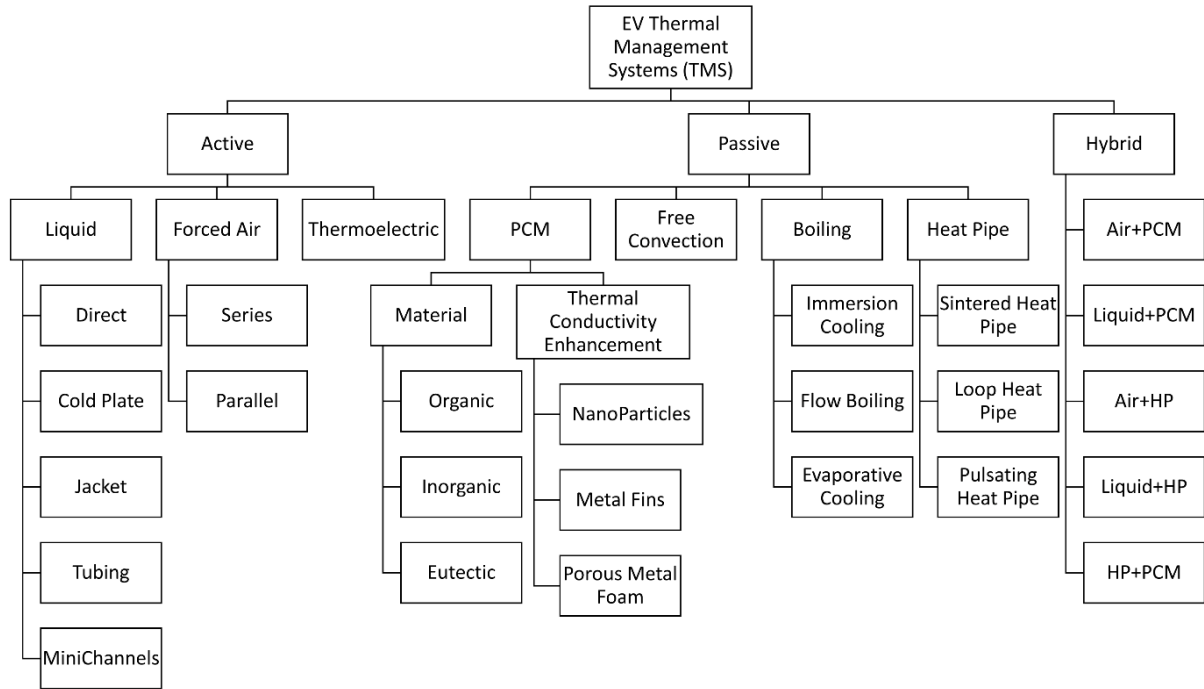 EV Thermal
Management
Systems (TMS)
Active
Passive
Hybrid
Liquid
Forced Air
Thermoelectric
PCM
Free
Convection
Boiling
Heat Pipe
Direct
Cold Plate
Jacket
Tubing
MiniChannels
Series
Parallel
Material
Thermal
Conductivity
Enhancement
Organic
Inorganic
Eutectic
NanoParticles
Metal Fins
Porous Metal
Foam
Immersion
Cooling
Flow Boiling
Evaporative
Cooling
Sintered Heat
Pipe
Loop Heat
Pipe
Pulsating
Heat Pipe
Air+PCM
Liquid+PCM
Air+HP
Liquid+HP
HP+PCM